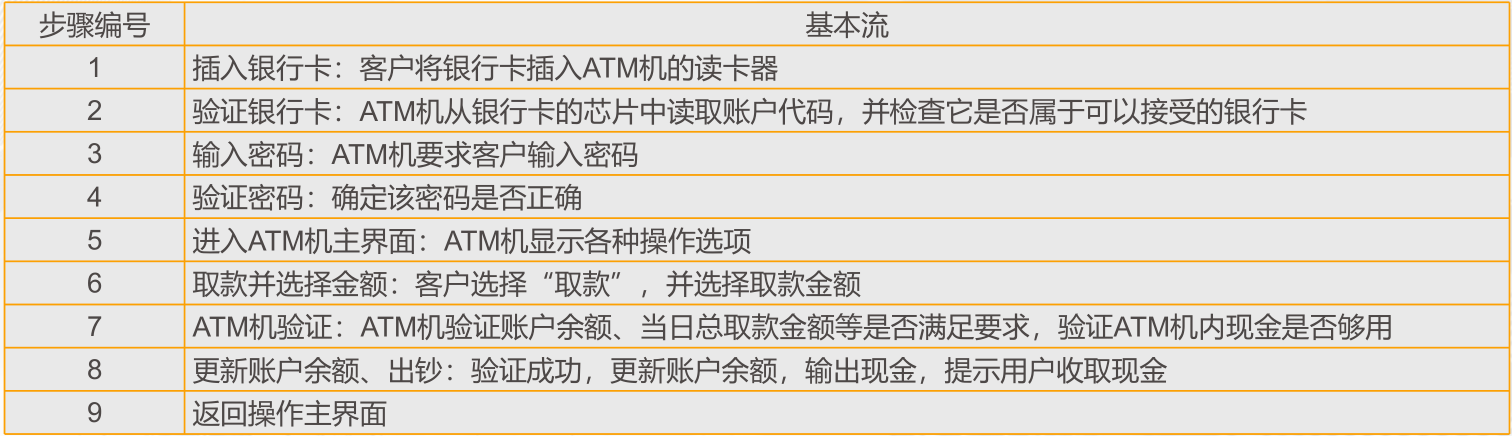 步骤编号 基本流
1 插入银行卡：客户将银行卡插入ATM机的读卡器
2 验证银行卡：ATM机从银行卡的芯片中读取账户代码，并检查它是否属于可以接受的银行卡
3 输入密码：ATM机要求客户输入密码
4 验证密码：确定该密码是否正确
5 进入ATM机主界面：ATM机显示各种操作选项
6 取款并选择金额：客户选择“取款”，并选择取款金额
7 ATM机验证：ATM机验证账户余额、当日总取款金额等是否满足要求，验证ATM机内现金是否够用
8 更新账户余额、出钞：验证成功，更新账户余额，输出现金，提示用户收取现金
9 返回操作主界面